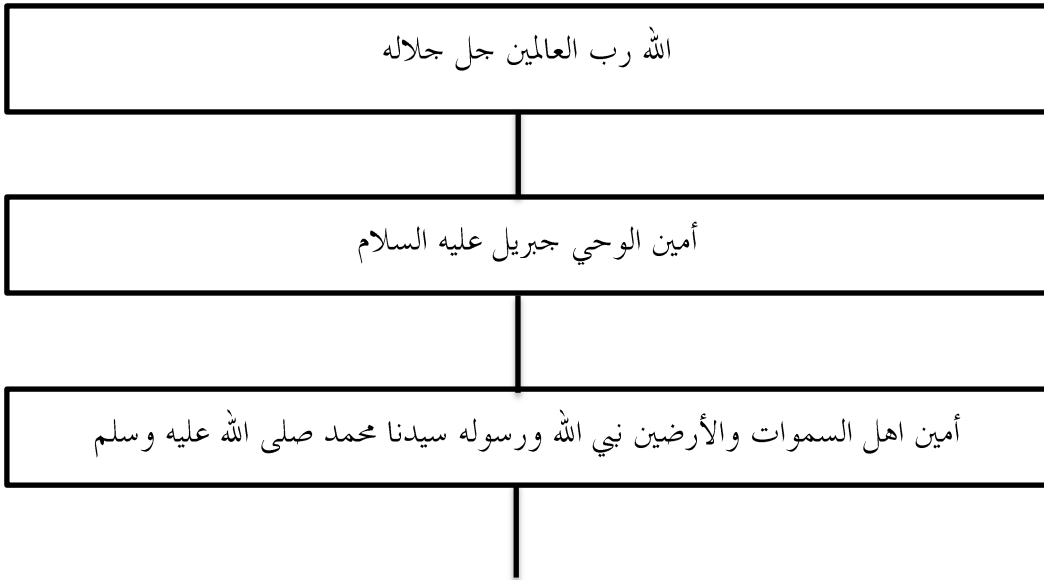 الله رب العالمين جل جلاله
أمين الوحي جبريل عليه السلام
أمين اهل السموات والأرضين نبي الله ورسوله سيدنا محمد صلى الله عليه وسلم